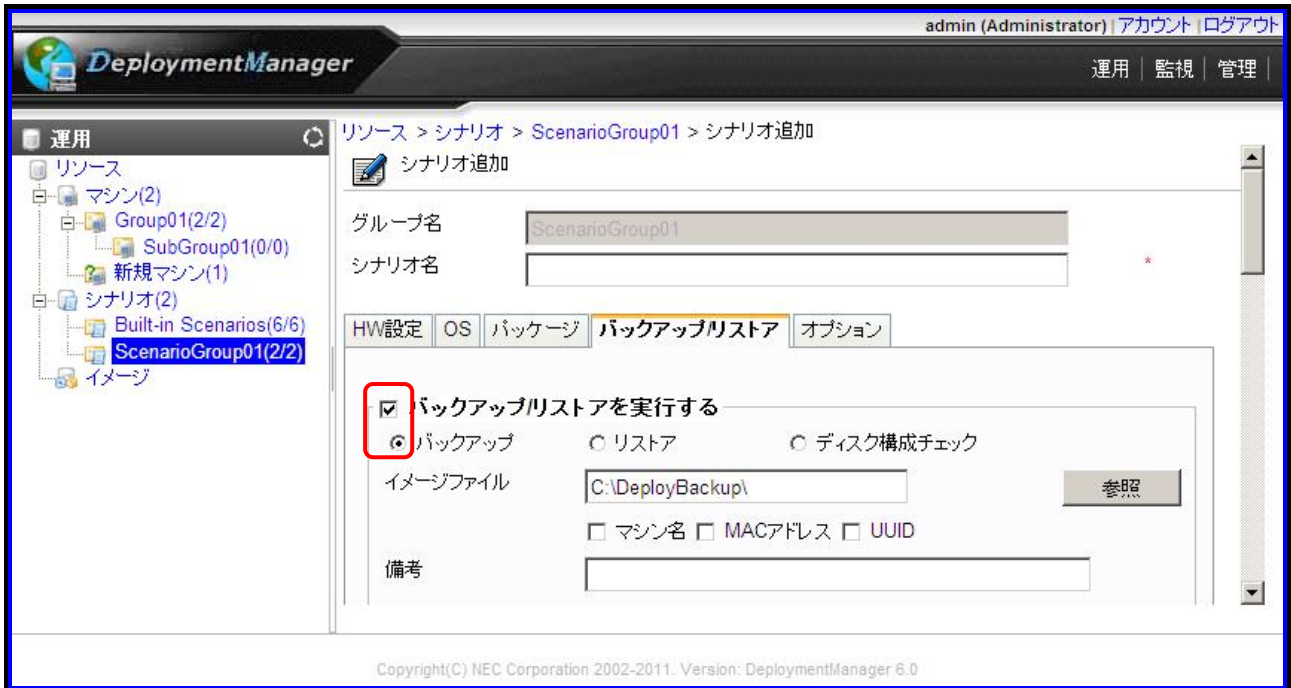 admin (Administrator) | アカウント | ログアウト
DeploymentManager
運用 | 監視 | 管理 |
運用
リソース
マシン(2)
Group01(2/2)
SubGroup01(0/0)
新規マシン(1)
シナリオ(2)
Built-in Scenarios(6/6)
ScenarioGroup01(2/2)
イメージ
リソース > シナリオ > ScenarioGroup01 > シナリオ追加
シナリオ追加
グループ名 ScenarioGroup01
シナリオ名 *
HW設定 OS パッケージ バックアップ/リストア オプション
バックアップ/リストアを実行する
バックアップ リストア ディスク構成チェック
イメージファイル C:\DeployBackup\ 参照
マシン名 MACアドレス UUID
備考
Copyright(C) NEC Corporation 2002-2011. Version: DeploymentManager 6.0